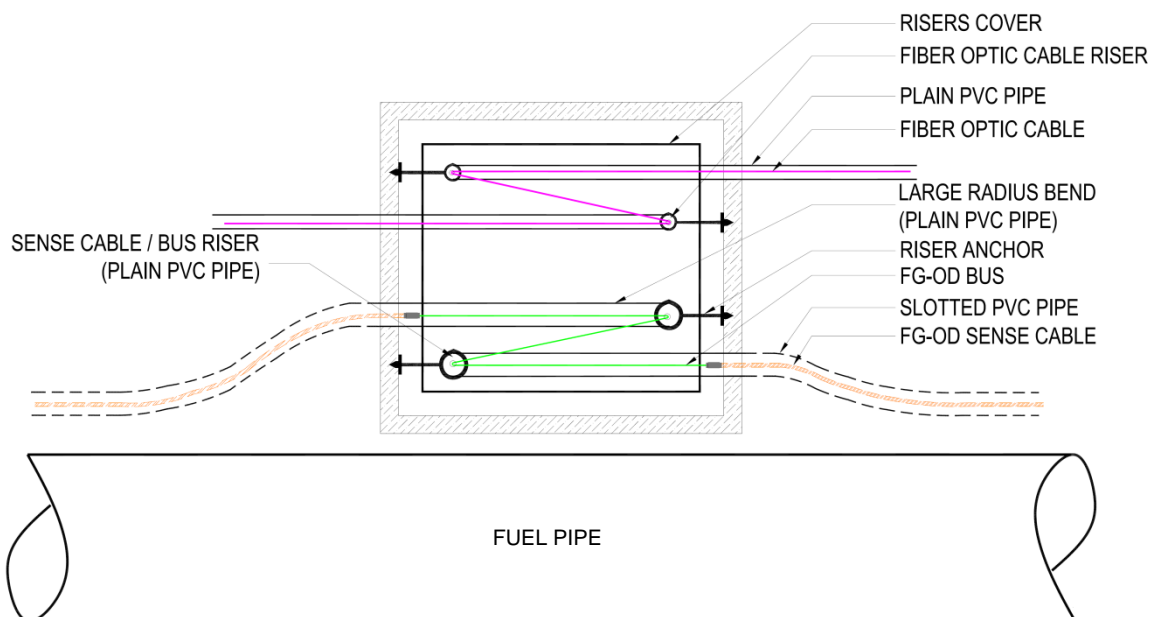 RISERS COVER
FIBER OPTIC CABLE RISER
PLAIN PVC PIPE
FIBER OPTIC CABLE
LARGE RADIUS BEND
(PLAIN PVC PIPE)
SENSE CABLE / BUS RISER
(PLAIN PVC PIPE)
RISER ANCHOR
FG-OD BUS
SLOTTED PVC PIPE
FG-OD SENSE CABLE
FUEL PIPE